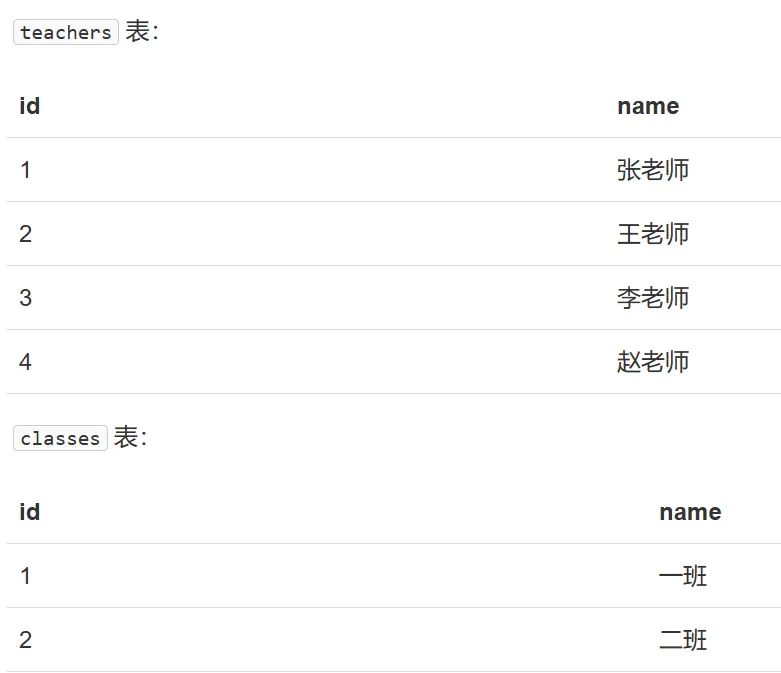 teachers 表：
id name
1 张老师
2 王老师
3 李老师
4 赵老师
classes 表：
id name
1 一班
2 二班